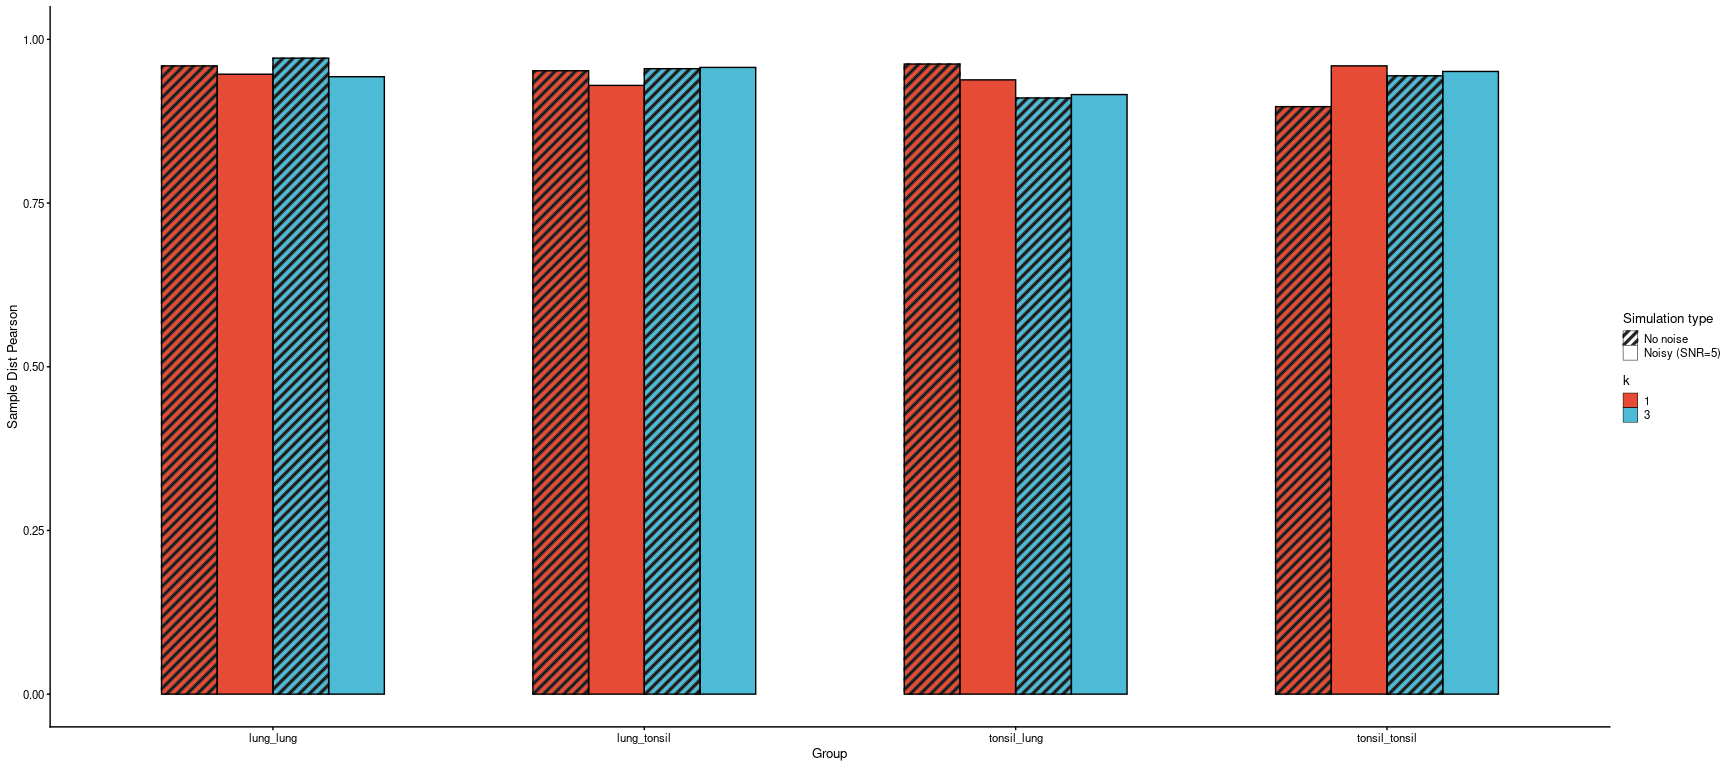 Sample Dist Pearson
1.00
0.75
0.50
0.25
0.00
lung_lung
lung_tonsil
tonsil_lung
tonsil_tonsil
Group
Simulation type
No noise
Noisy (SNR=5)
k
1
3